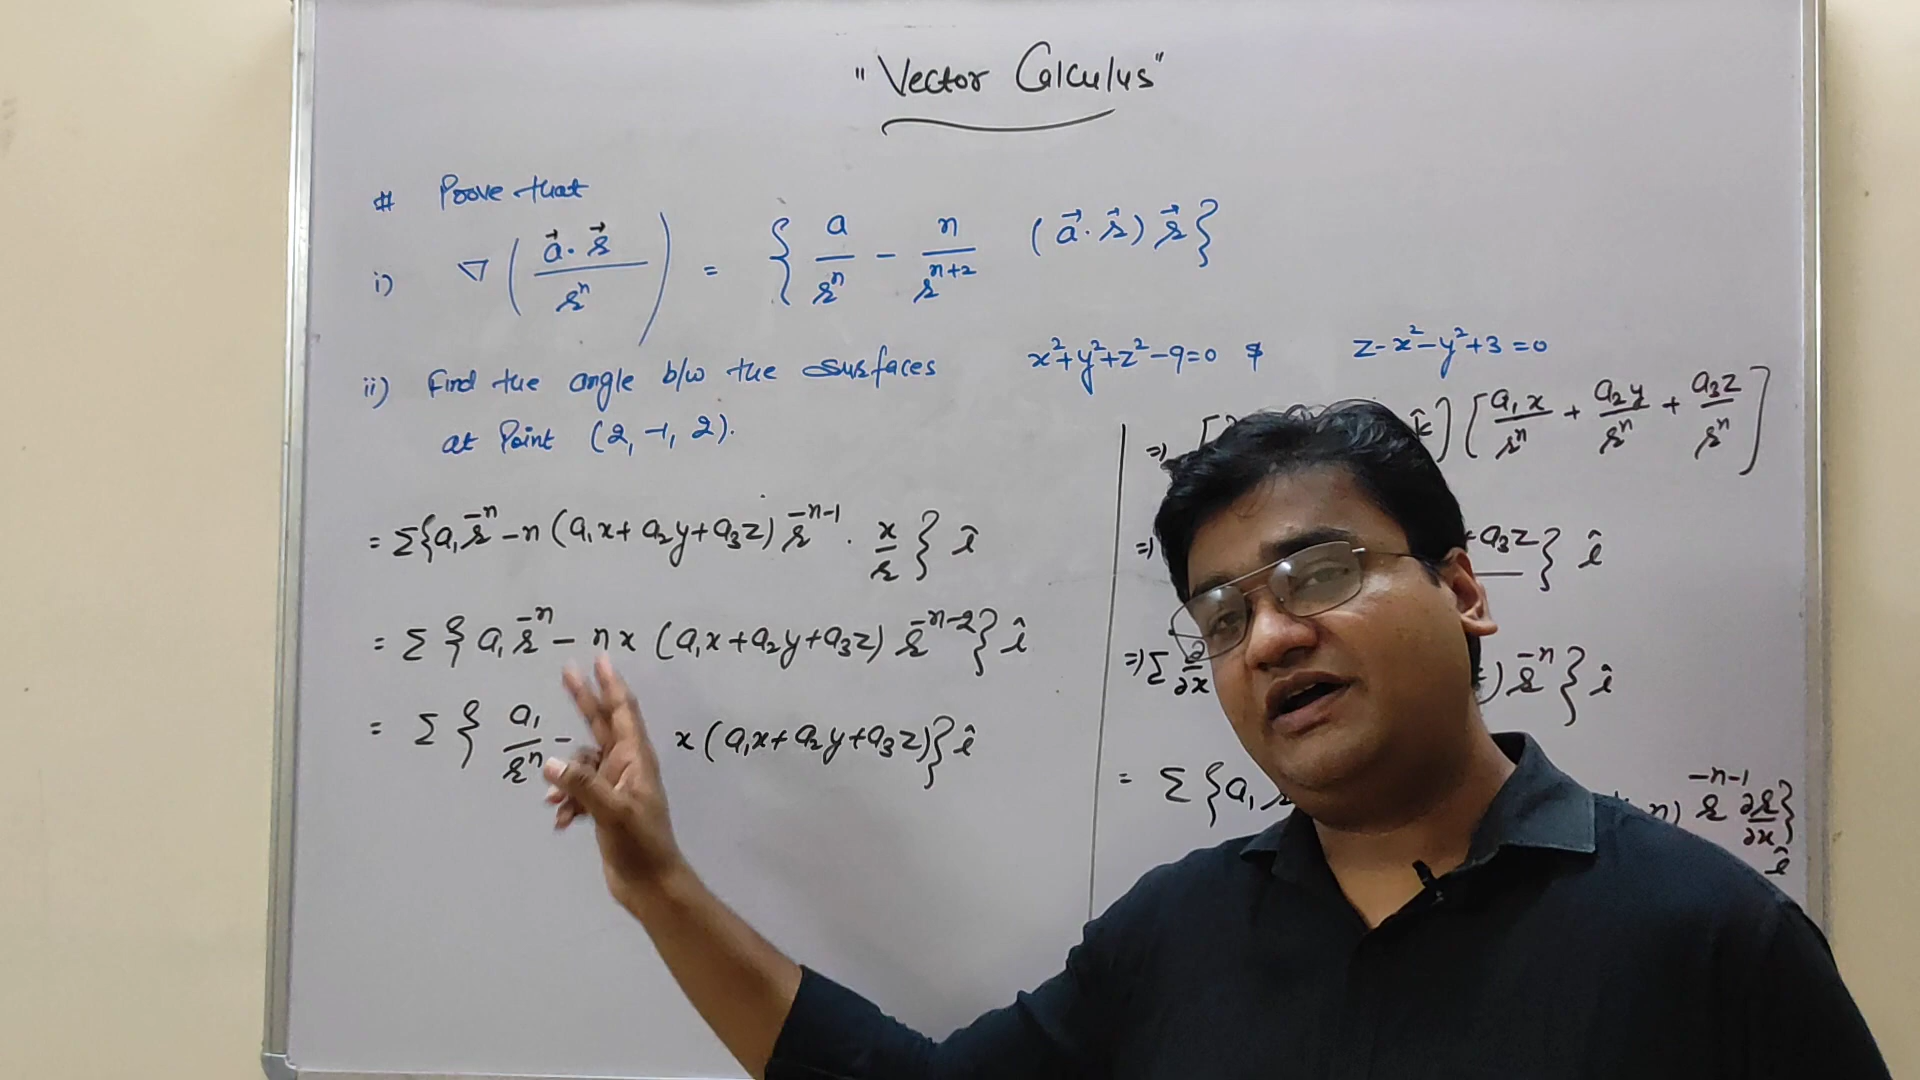 "Vector Calculus"
# Prove that
i) ∇ ( a⃗ · r⃗ / rⁿ ) = { a / rⁿ − n / rⁿ⁺² ( a⃗ · r⃗ ) r⃗ }
ii) Find the angle b/w the surfaces x² + y² + z² − 9 = 0 & z − x² − y² + 3 = 0
at Point (2, −1, 2).
= Σ { a₁ r⁻ⁿ − n (a₁x + a₂y + a₃z) r⁻ⁿ⁻¹ · x / r } î
= Σ { a₁ r⁻ⁿ − n x (a₁x + a₂y + a₃z) r⁻ⁿ⁻² } î
= Σ { a₁ / rⁿ − x (a₁x + a₂y + a₃z) } î
⇒ [ k̂ ] [ a₁x / rⁿ + a₂y / rⁿ + a₃z / rⁿ ]
⇒ + a₃z } î
⇒ Σ ∂/∂x ) r⁻ⁿ } î
= Σ { a₁ n) r⁻ⁿ⁻¹ ∂r/∂x } î